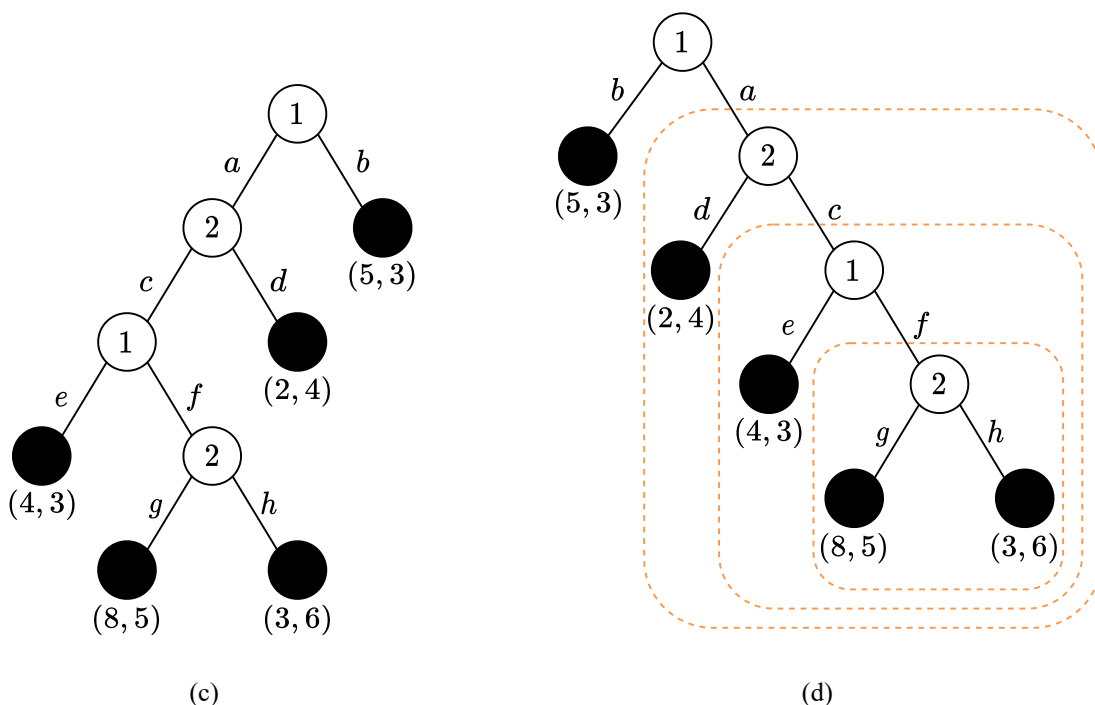 1
a
b
2
(5, 3)
c
d
1
(2, 4)
e
f
(4, 3)
2
g
h
(8, 5)
(3, 6)
(c)
1
b
a
(5, 3)
2
d
c
(2, 4)
1
e
f
(4, 3)
2
g
h
(8, 5)
(3, 6)
(d)